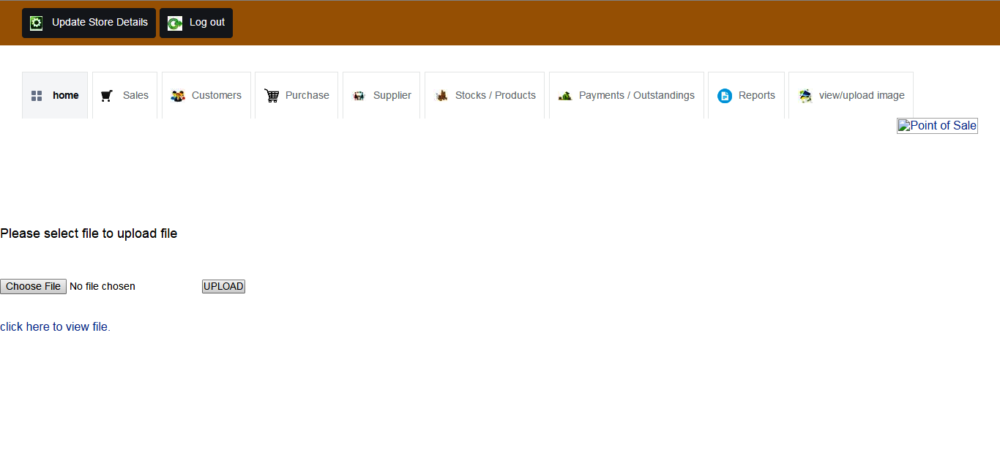 Update Store Details Log out
home Sales Customers Purchase Supplier Stocks / Products Payments / Outstandings Reports view/upload image
Point of Sale
Please select file to upload file
Choose File No file chosen UPLOAD
click here to view file.